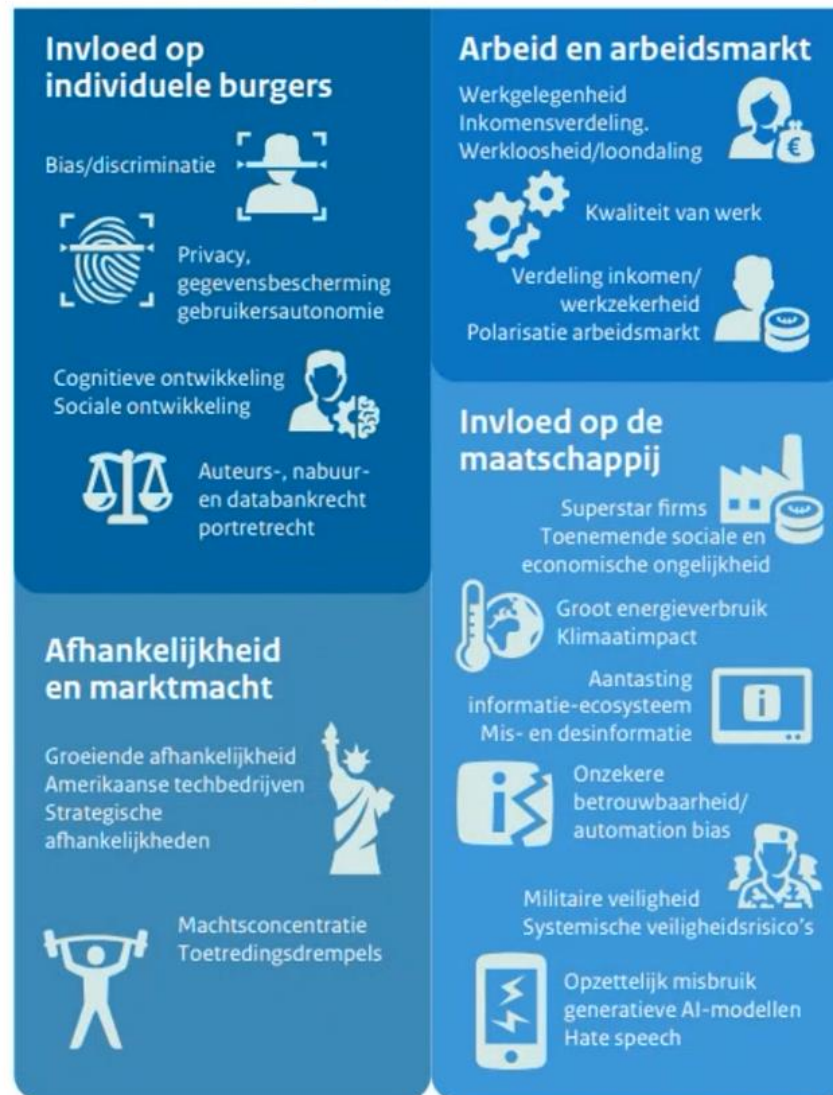 Invloed op
individuele burgers
Bias/discriminatie
Privacy,
gegevensbescherming
gebruikersautonomie
Cognitieve ontwikkeling
Sociale ontwikkeling
Auteurs-, nabuur-
en databankrecht
portretrecht
Arbeid en arbeidsmarkt
Werkgelegenheid
Inkomensverdeling.
Werkloosheid/loondaling
€
Kwaliteit van werk
Verdeling inkomen/
werkzekerheid
Polarisatie arbeidsmarkt
Afhankelijkheid
en marktmacht
Groeiende afhankelijkheid
Amerikaanse techbedrijven
Strategische
afhankelijkheden
Machtsconcentratie
Toetredingsdrempels
Invloed op de
maatschappij
Superstar firms
Toenemende sociale en
economische ongelijkheid
Groot energieverbruik
Klimaatimpact
Aantasting
informatie-ecosysteem
Mis- en desinformatie
i
Onzekere
betrouwbaarheid/
automation bias
i
Militaire veiligheid
Systemische veiligheidsrisico's
Opzettelijk misbruik
generatieve AI-modellen
Hate speech